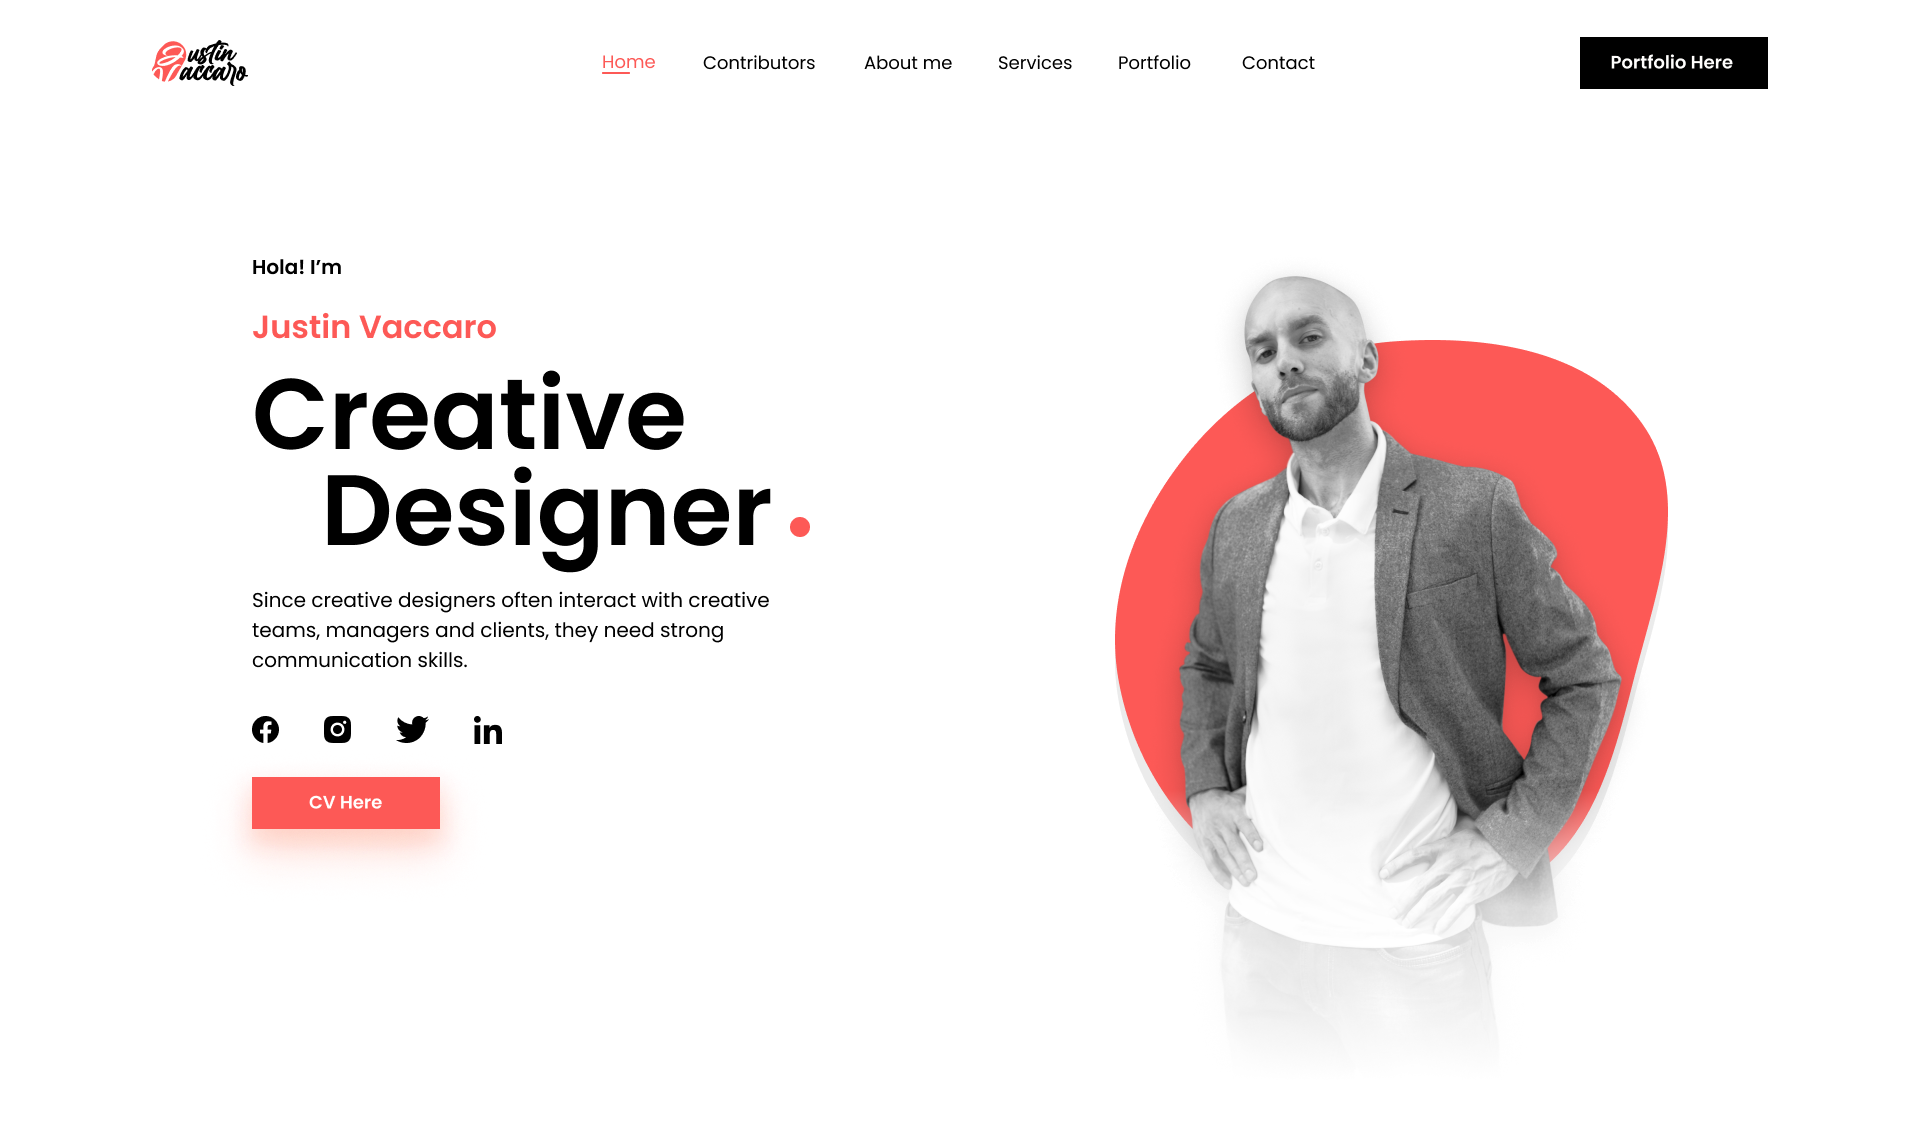 Justin
Vaccaro
Home Contributors About me Services Portfolio Contact
Portfolio Here
Hola! I’m
Justin Vaccaro
Creative
Designer
Since creative designers often interact with creative
teams, managers and clients, they need strong
communication skills.
in
CV Here